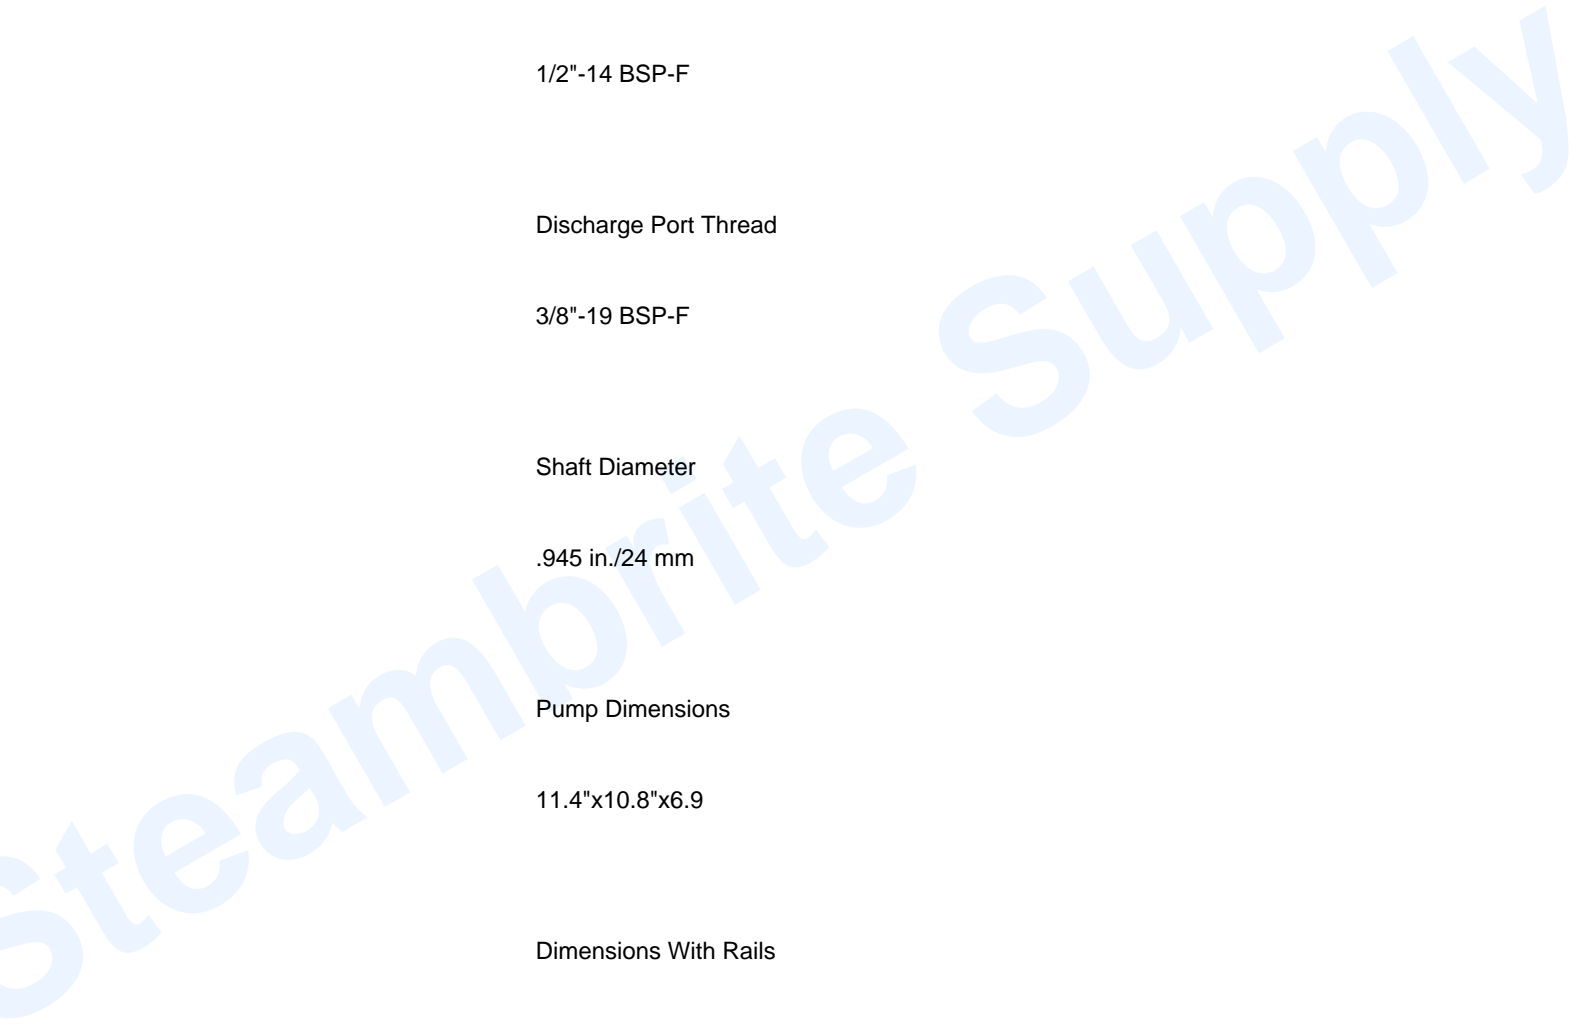 1/2"-14 BSP-F
Discharge Port Thread
3/8"-19 BSP-F
Shaft Diameter
.945 in./24 mm
Pump Dimensions
11.4"x10.8"x6.9
Dimensions With Rails
Steambrite Supply